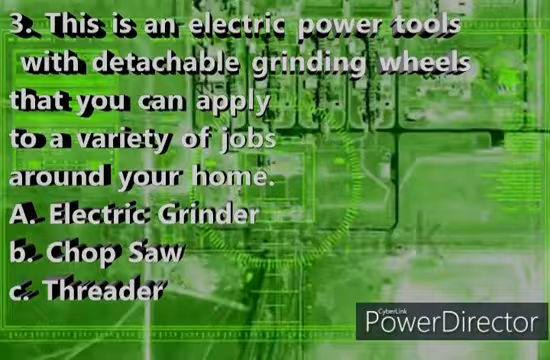 3. This is an electric power tools
with detachable grinding wheels
that you can apply
to a variety of jobs
around your home.
A. Electric Grinder
b. Chop Saw
c. Threader
CyberLink
PowerDirector